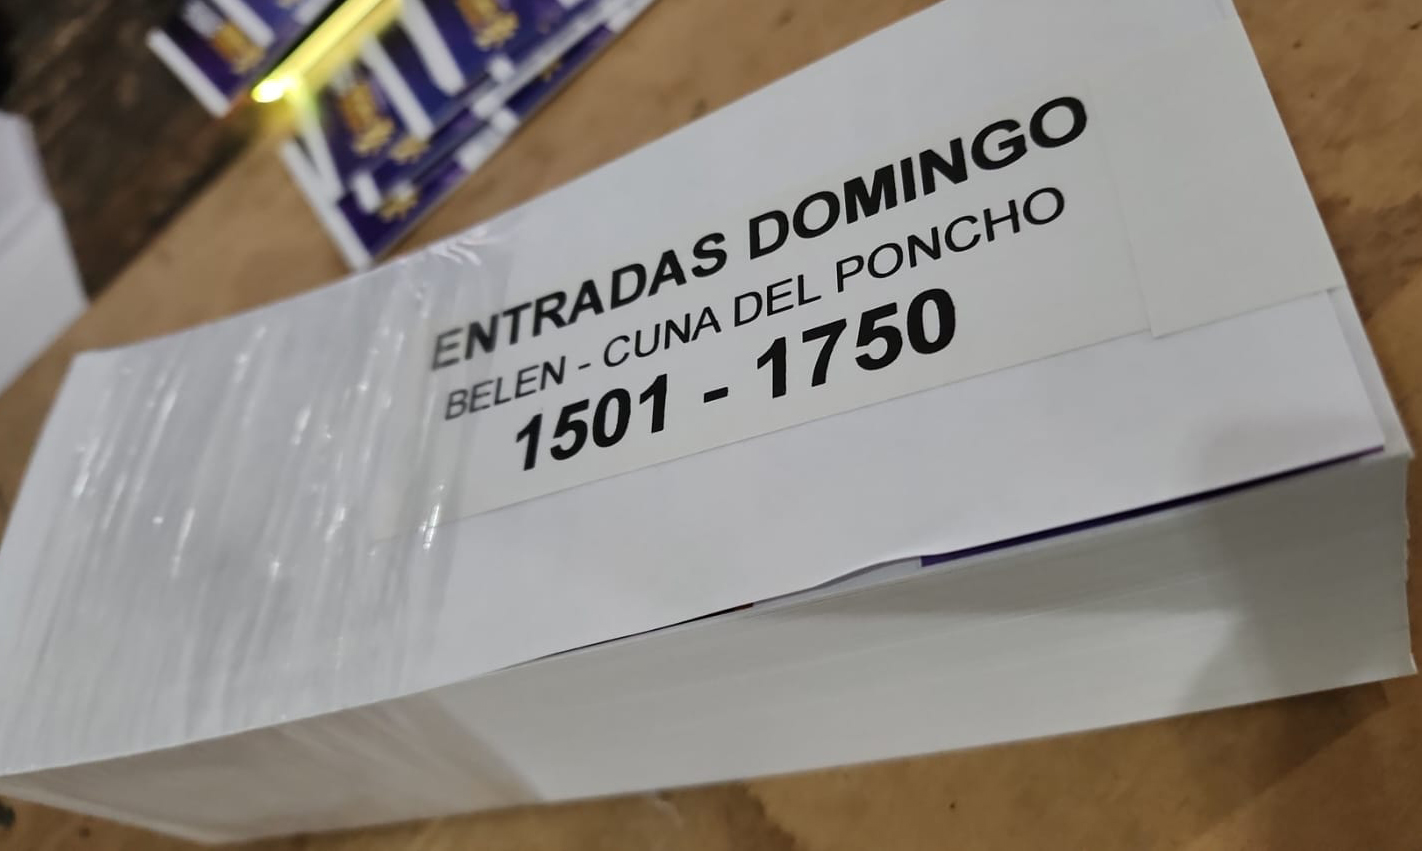 ENTRADAS DOMINGO
BELEN - CUNA DEL PONCHO
1501 - 1750